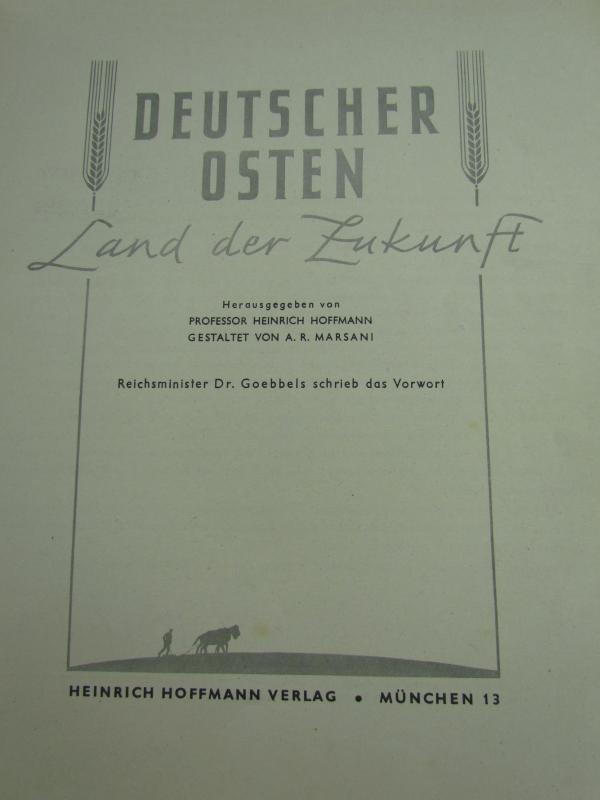 DEUTSCHER
OSTEN
Land der Zukunft
Herausgegeben von
PROFESSOR HEINRICH HOFFMANN
GESTALTET VON A. R. MARSANI
Reichsminister Dr. Goebbels schrieb das Vorwort
HEINRICH HOFFMANN VERLAG • MÜNCHEN 13